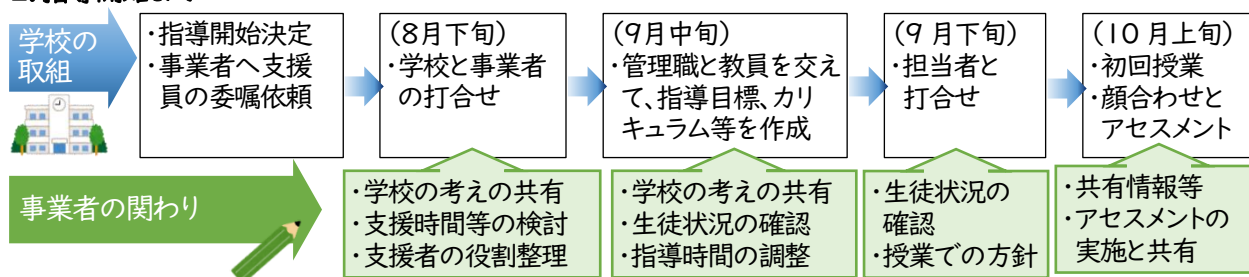 学校の
取組
・指導開始決定
・事業者へ支援
員の委嘱依頼
(8月下旬)
・学校と事業者
の打合せ
(9月中旬)
・管理職と教員を交え
て、指導目標、カリ
キュラム等を作成
(9月下旬)
・担当者と
打合せ
(10月上旬)
・初回授業
・顔合わせと
アセスメント
事業者の関わり
・学校の考えの共有
・支援時間等の検討
・支援者の役割整理
・学校の考えの共有
・生徒状況の確認
・指導時間の調整
・生徒状況の
確認
・授業での方針
・共有情報等
・アセスメントの
実施と共有